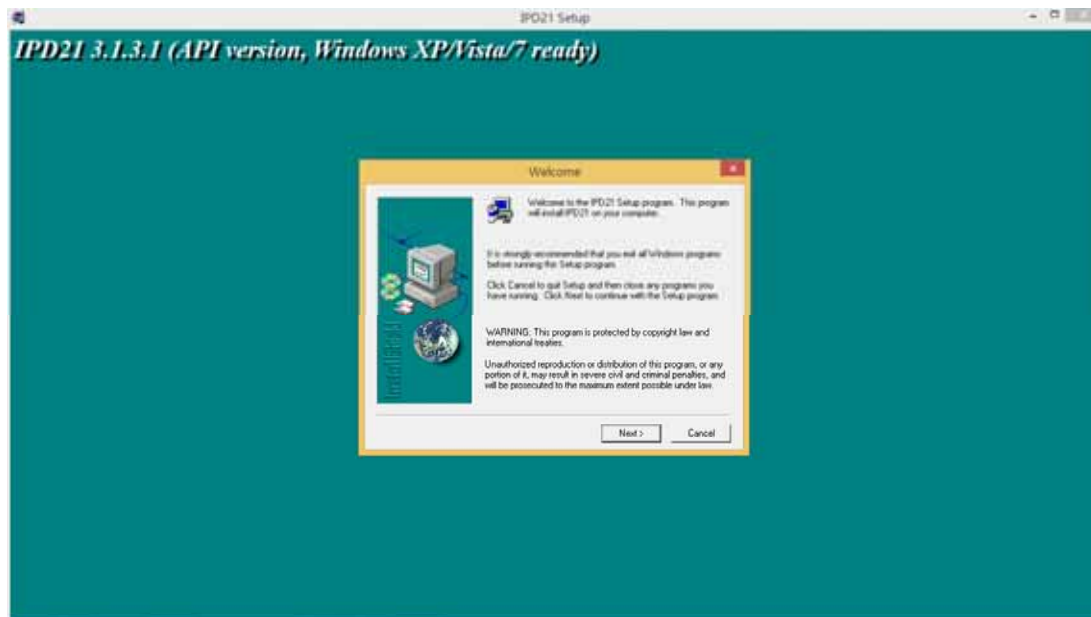 IPD21 Setup
IPD21 3.1.3.1 (API version, Windows XP/Vista/7 ready)
Welcome
Welcome to the IPD21 Setup program. This program
will install IPD21 on your computer.
It is strongly recommended that you exit all Windows programs
before running this Setup program.
Click Cancel to quit Setup and then close any programs you
have running. Click Next to continue with the Setup program.
WARNING: This program is protected by copyright law and
international treaties.
Unauthorized reproduction or distribution of this program, or any
portion of it, may result in severe civil and criminal penalties, and
will be prosecuted to the maximum extent possible under law.
InstallShield
Next >
Cancel